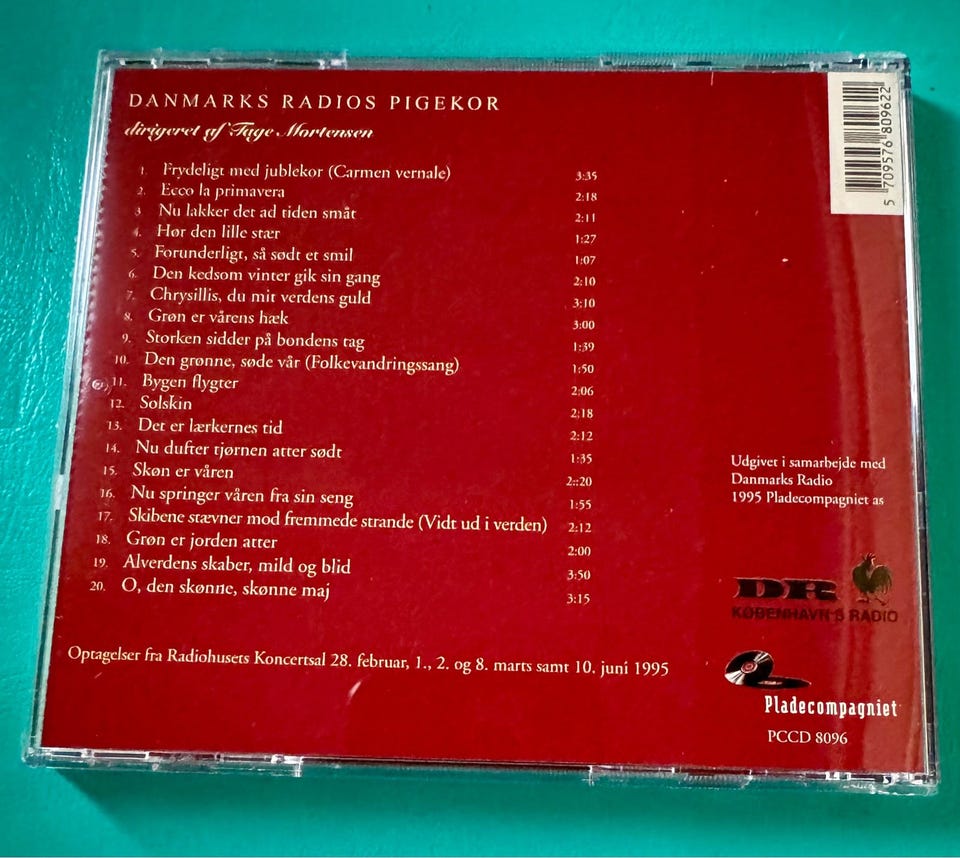 DANMARKS RADIOS PIGEKOR
dirigeret af Tage Mortensen
1. Frydeligt med jublekor (Carmen vernale) 3:35
2. Ecco la primavera 2:18
3. Nu lakker det ad tiden småt 2:11
4. Hør den lille stær 1:27
5. Forunderligt, så sødt et smil 1:07
6. Den kedsom vinter gik sin gang 2:10
7. Chrysillis, du mit verdens guld 3:10
8. Grøn er vårens hæk 3:00
9. Storken sidder på bondens tag 1:39
10. Den grønne, søde vår (Folkevandringssang) 1:50
11. Bygen flygter 2;06
12. Solskin 2;18
13. Det er lærkernes tid 2:12
14. Nu dufter tjørnen atter sødt 1:35
15. Skøn er våren 2::20
16. Nu springer våren fra sin seng 1:55
17. Skibene stævner mod fremmede strande (Vidt ud i verden) 2:12
18. Grøn er jorden atter 2:00
19. Alverdens skaber, mild og blid 3:50
20. O, den skønne, skønne maj 3:15
Optagelser fra Radiohusets Koncertsal 28. februar, 1., 2. og 8. marts samt 10. juni 1995
5 709576 809622
Udgivet i samarbejde med
Danmarks Radio
1995 Pladecompagniet as
DR
KØBENHAVNS RADIO
Pladecompagniet
PCCD 8096